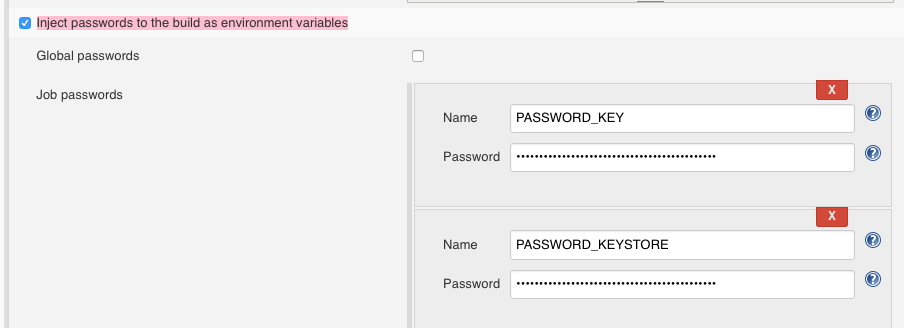 Inject passwords to the build as environment variables
Global passwords
Job passwords
X
Name PASSWORD_KEY ?
Password •••••••••••••••••••••••••••••••••••••••••••• ?
X
Name PASSWORD_KEYSTORE ?
Password •••••••••••••••••••••••••••••••••••••••••••• ?